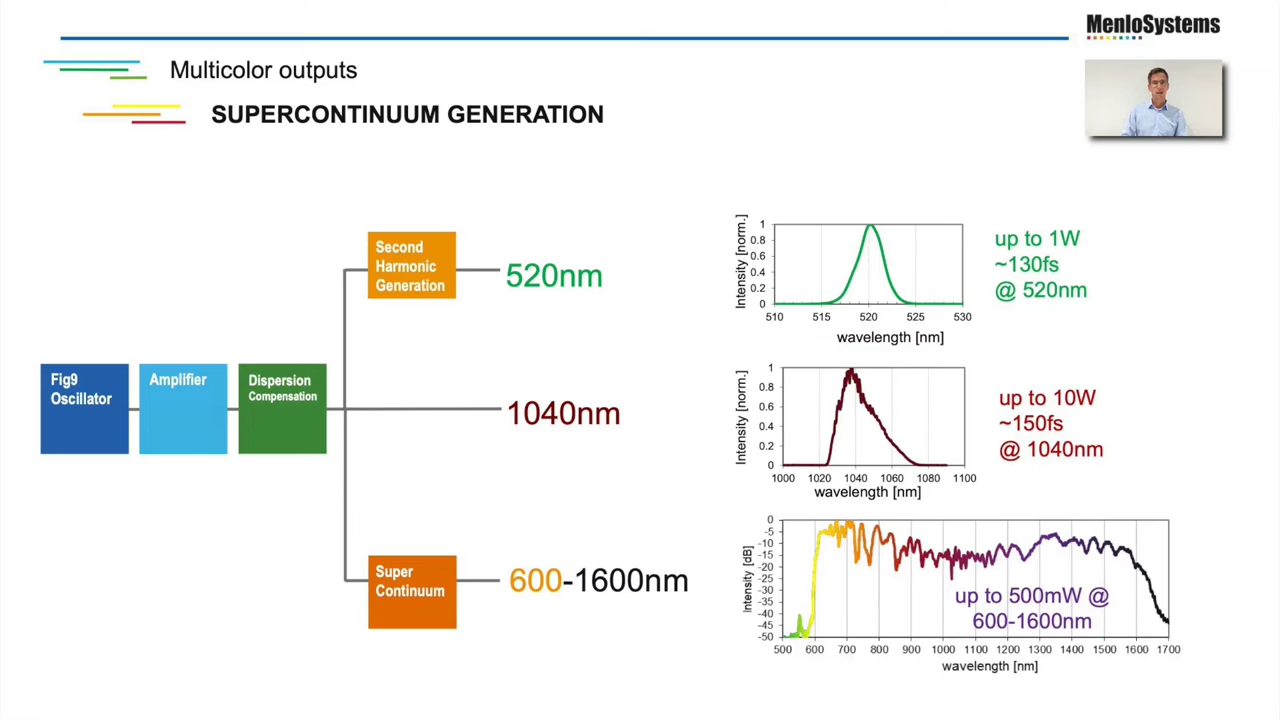 MenloSystems
Multicolor outputs
SUPERCONTINUUM GENERATION
Fig9
Oscillator
Amplifier
Dispersion
Compensation
Second
Harmonic
Generation
520nm
1040nm
Super
Continuum
600-1600nm
Intensity [norm.]
1
0.8
0.6
0.4
0.2
0
510 515 520 525 530
wavelength [nm]
up to 1W
~130fs
@ 520nm
Intensity [norm.]
1
0.8
0.6
0.4
0.2
0
1000 1020 1040 1060 1080 1100
wavelength [nm]
up to 10W
~150fs
@ 1040nm
Intensity [dB]
0
-5
-10
-15
-20
-25
-30
-35
-40
-45
-50
500 600 700 800 900 1000 1100 1200 1300 1400 1500 1600 1700
wavelength [nm]
up to 500mW @
600-1600nm